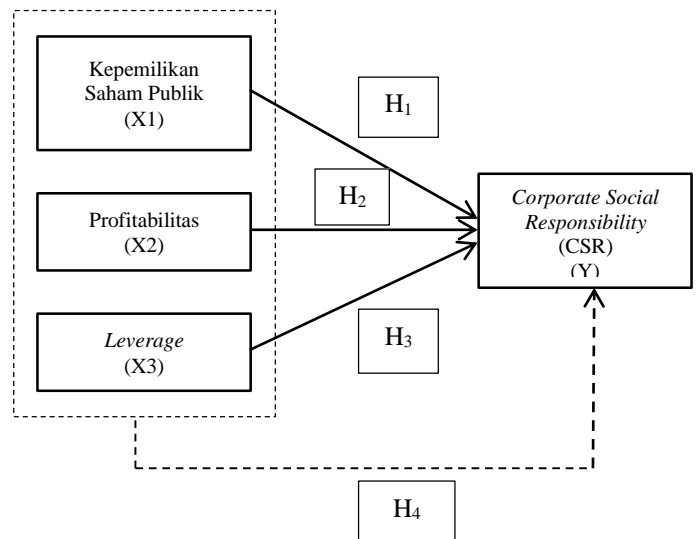 Kepemilikan
Saham Publik
(X1)
H₁
H₂
Profitabilitas
(X2)
Corporate Social
Responsibility
(CSR)
(Y)
Leverage
(X3)
H₃
H₄